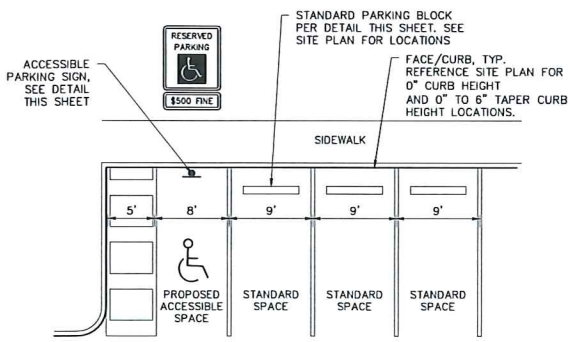 RESERVED
PARKING
$500 FINE
ACCESSIBLE
PARKING SIGN,
SEE DETAIL
THIS SHEET
STANDARD PARKING BLOCK
PER DETAIL THIS SHEET. SEE
SITE PLAN FOR LOCATIONS
FACE/CURB, TYP.
REFERENCE SITE PLAN FOR
0" CURB HEIGHT
AND 0" TO 6" TAPER CURB
HEIGHT LOCATIONS.
SIDEWALK
5' 8' 9' 9' 9'
PROPOSED
ACCESSIBLE
SPACE
STANDARD
SPACE
STANDARD
SPACE
STANDARD
SPACE